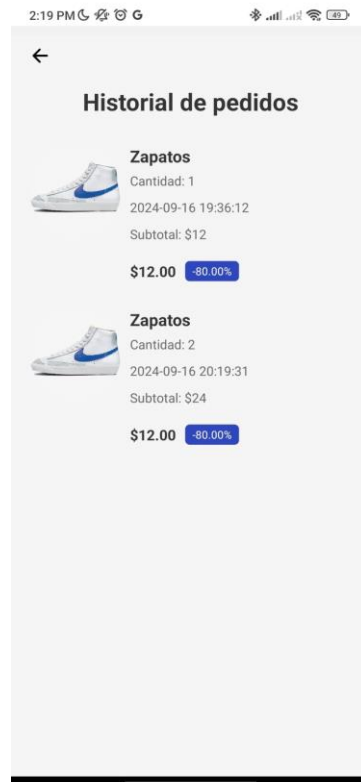 2:19 PM G 49
Historial de pedidos
Zapatos
Cantidad: 1
2024-09-16 19:36:12
Subtotal: $12
$12.00 -80.00%
Zapatos
Cantidad: 2
2024-09-16 20:19:31
Subtotal: $24
$12.00 -80.00%